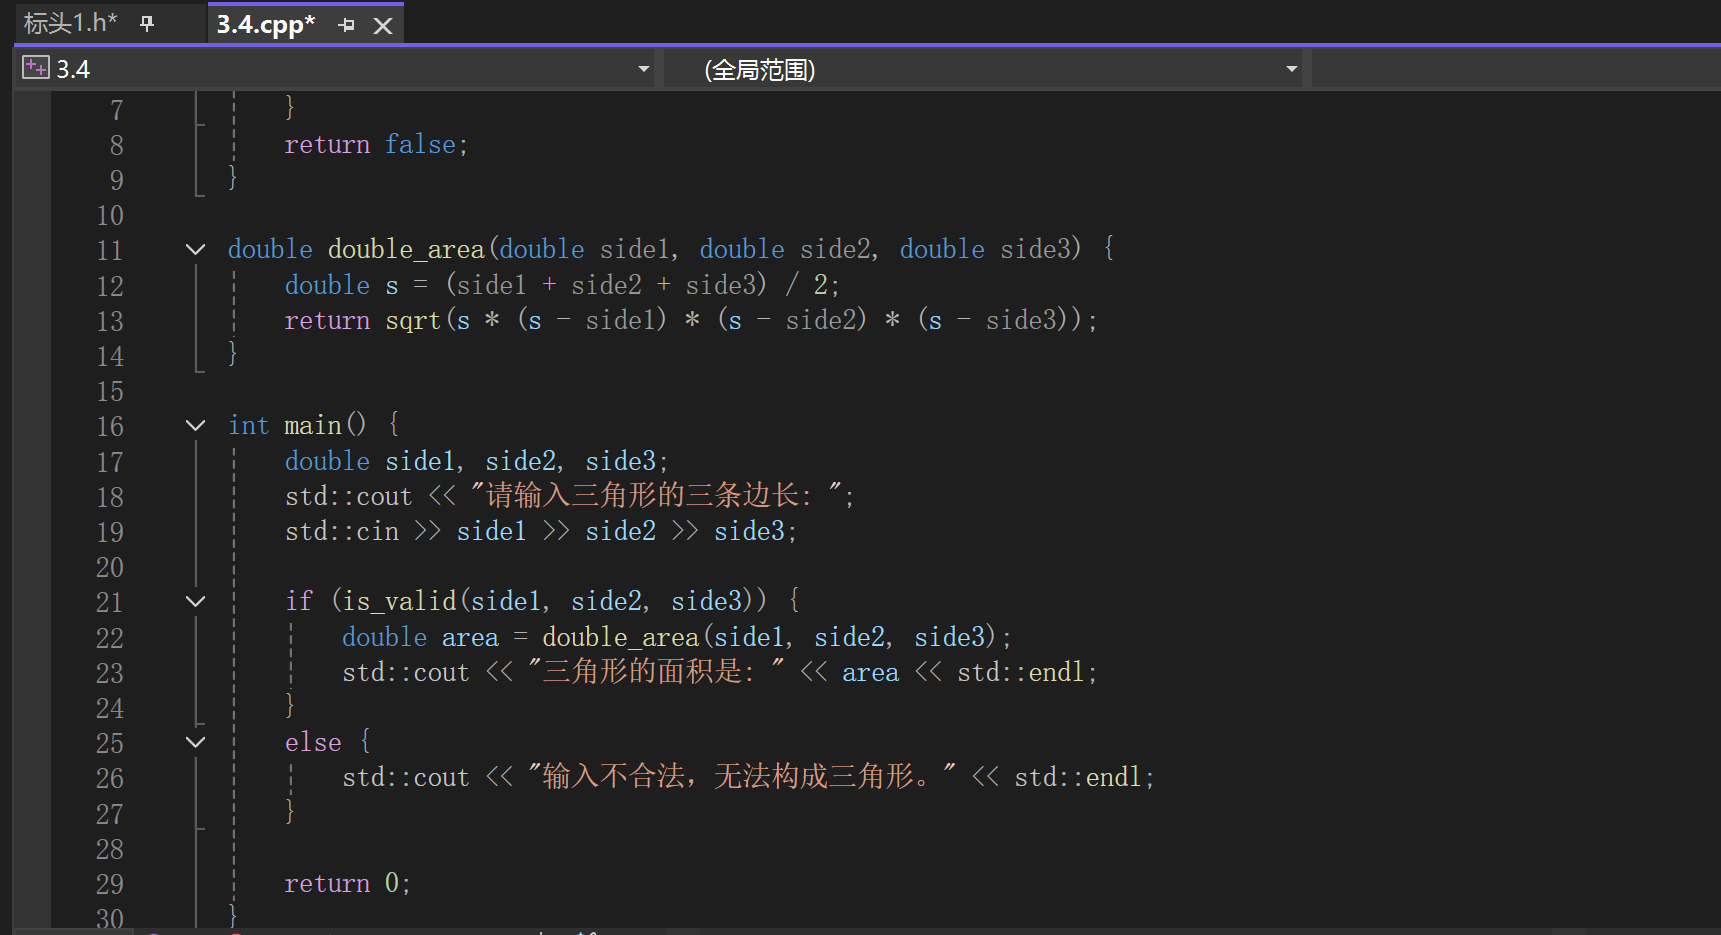 标头1.h*
3.4.cpp*
3.4
(全局范围)
7 }
8 return false;
9 }
10
11 double double_area(double side1, double side2, double side3) {
12 double s = (side1 + side2 + side3) / 2;
13 return sqrt(s * (s - side1) * (s - side2) * (s - side3));
14 }
15
16 int main() {
17 double side1, side2, side3;
18 std::cout << "请输入三角形的三条边长: ";
19 std::cin >> side1 >> side2 >> side3;
20
21 if (is_valid(side1, side2, side3)) {
22 double area = double_area(side1, side2, side3);
23 std::cout << "三角形的面积是: " << area << std::endl;
24 }
25 else {
26 std::cout << "输入不合法，无法构成三角形。" << std::endl;
27 }
28
29 return 0;
30 }